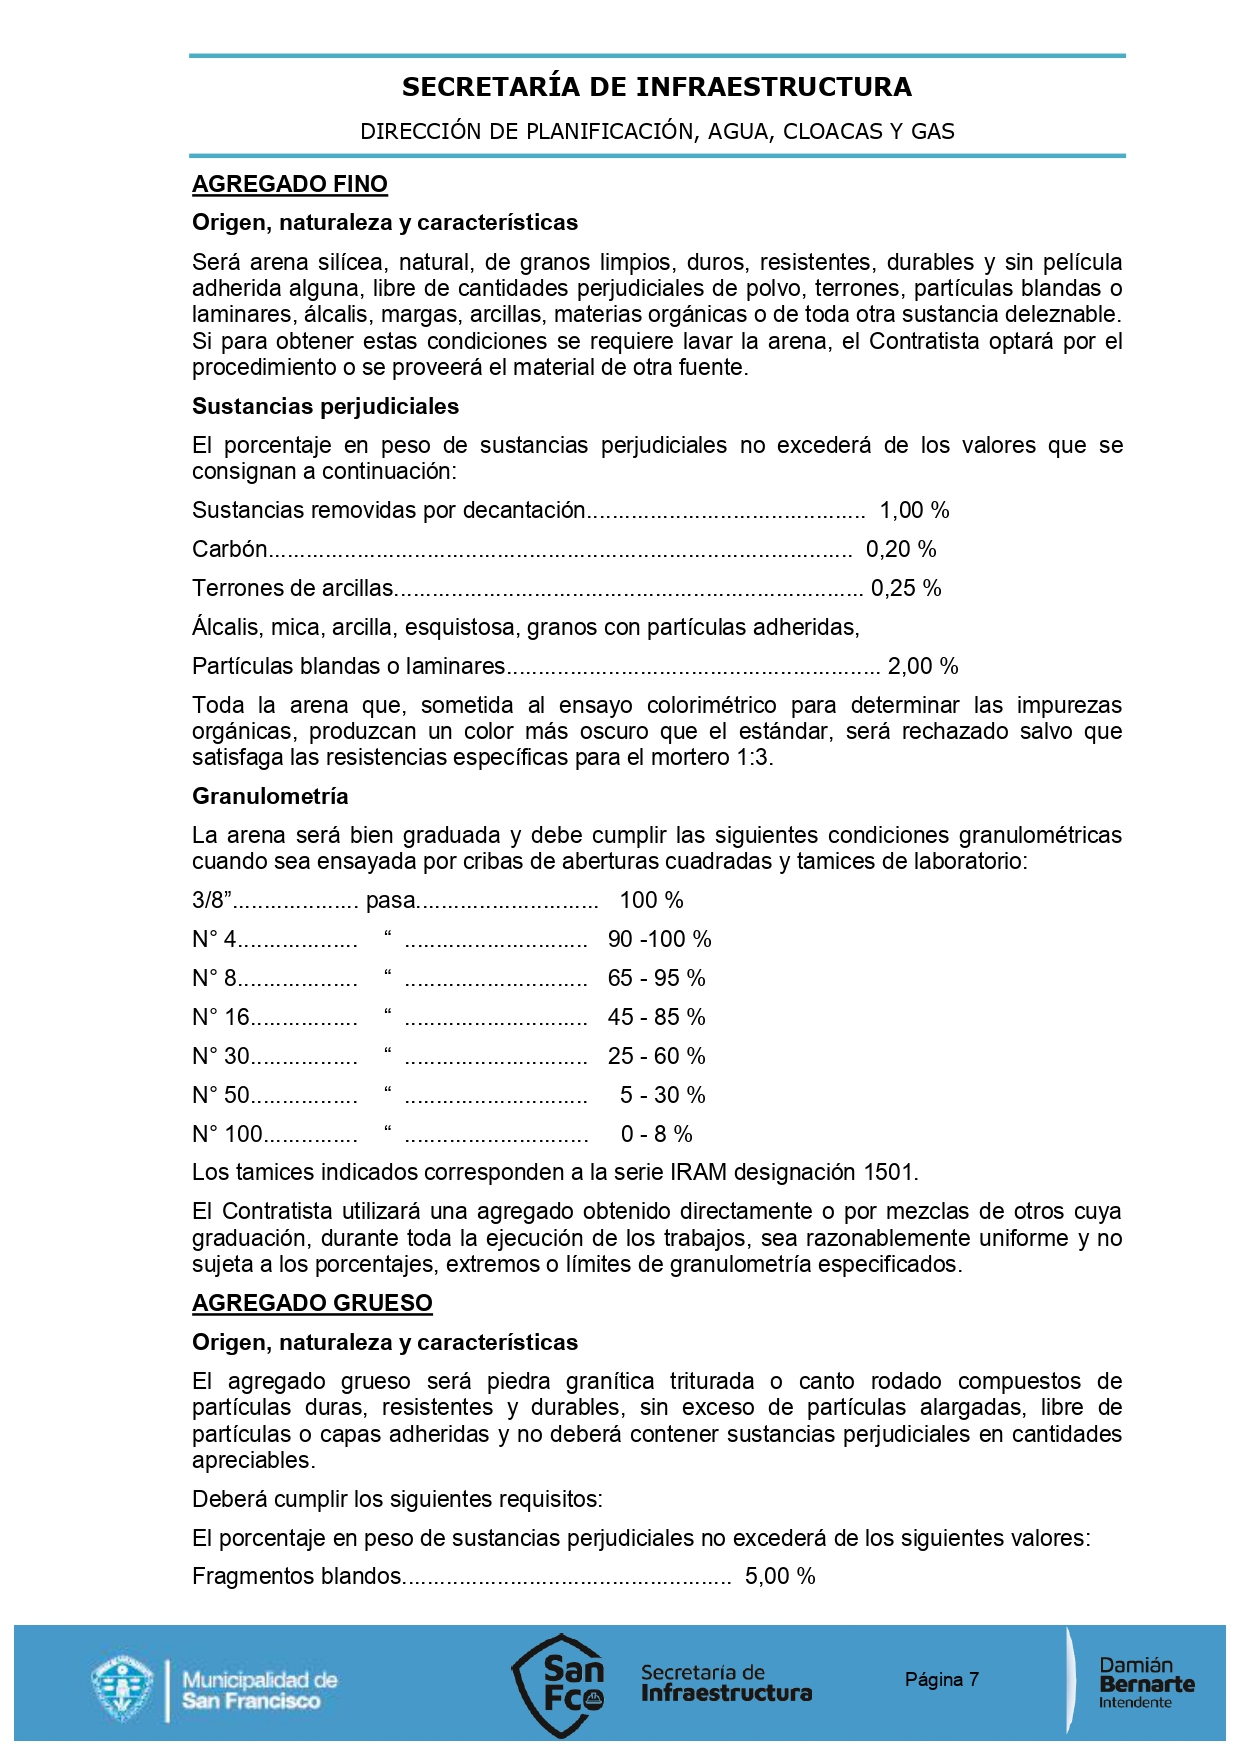 SECRETARÍA DE INFRAESTRUCTURA
DIRECCIÓN DE PLANIFICACIÓN, AGUA, CLOACAS Y GAS
AGREGADO FINO
Origen, naturaleza y características
Será arena silícea, natural, de granos limpios, duros, resistentes, durables y sin película
adherida alguna, libre de cantidades perjudiciales de polvo, terrones, partículas blandas o
laminares, álcalis, margas, arcillas, materias orgánicas o de toda otra sustancia deleznable.
Si para obtener estas condiciones se requiere lavar la arena, el Contratista optará por el
procedimiento o se proveerá el material de otra fuente.
Sustancias perjudiciales
El porcentaje en peso de sustancias perjudiciales no excederá de los valores que se
consignan a continuación:
Sustancias removidas por decantación............................................ 1,00 %
Carbón............................................................................................ 0,20 %
Terrones de arcillas.......................................................................... 0,25 %
Álcalis, mica, arcilla, esquistosa, granos con partículas adheridas,
Partículas blandas o laminares........................................................... 2,00 %
Toda la arena que, sometida al ensayo colorimétrico para determinar las impurezas
orgánicas, produzcan un color más oscuro que el estándar, será rechazado salvo que
satisfaga las resistencias específicas para el mortero 1:3.
Granulometría
La arena será bien graduada y debe cumplir las siguientes condiciones granulométricas
cuando sea ensayada por cribas de aberturas cuadradas y tamices de laboratorio:
3/8”.................... pasa............................. 100 %
N° 4................... “ ............................. 90 -100 %
N° 8................... “ ............................. 65 - 95 %
N° 16................. “ ............................. 45 - 85 %
N° 30................. “ ............................. 25 - 60 %
N° 50................. “ ............................. 5 - 30 %
N° 100............... “ ............................. 0 - 8 %
Los tamices indicados corresponden a la serie IRAM designación 1501.
El Contratista utilizará una agregado obtenido directamente o por mezclas de otros cuya
graduación, durante toda la ejecución de los trabajos, sea razonablemente uniforme y no
sujeta a los porcentajes, extremos o límites de granulometría especificados.
AGREGADO GRUESO
Origen, naturaleza y características
El agregado grueso será piedra granítica triturada o canto rodado compuestos de
partículas duras, resistentes y durables, sin exceso de partículas alargadas, libre de
partículas o capas adheridas y no deberá contener sustancias perjudiciales en cantidades
apreciables.
Deberá cumplir los siguientes requisitos:
El porcentaje en peso de sustancias perjudiciales no excederá de los siguientes valores:
Fragmentos blandos.................................................... 5,00 %
Municipalidad de
San Francisco
San
Fco
Secretaría de
Infraestructura
Página 7
Damián
Bernarte
Intendente